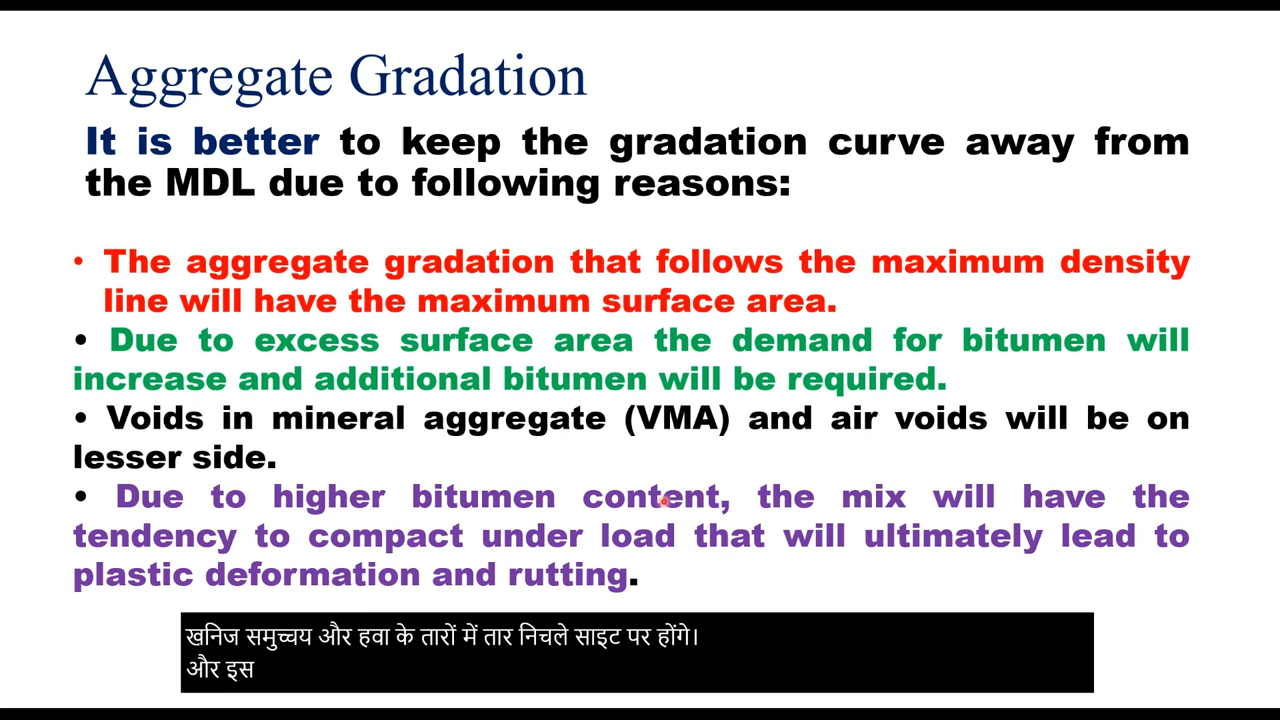 Aggregate Gradation
It is better to keep the gradation curve away from
the MDL due to following reasons:
• The aggregate gradation that follows the maximum density
line will have the maximum surface area.
• Due to excess surface area the demand for bitumen will
increase and additional bitumen will be required.
• Voids in mineral aggregate (VMA) and air voids will be on
lesser side.
• Due to higher bitumen content, the mix will have the
tendency to compact under load that will ultimately lead to
plastic deformation and rutting.
खनिज समुच्चय और हवा के तारों में तार निचले साइट पर होंगे।
और इस